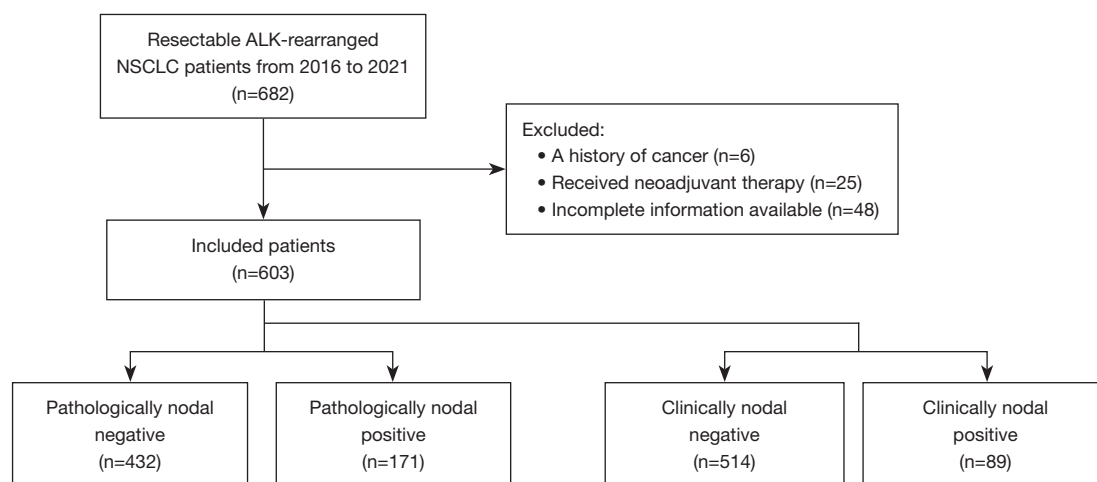 Resectable ALK-rearranged
NSCLC patients from 2016 to 2021
(n=682)
Excluded:
• A history of cancer (n=6)
• Received neoadjuvant therapy (n=25)
• Incomplete information available (n=48)
Included patients
(n=603)
Pathologically nodal
negative
(n=432)
Pathologically nodal
positive
(n=171)
Clinically nodal
negative
(n=514)
Clinically nodal
positive
(n=89)